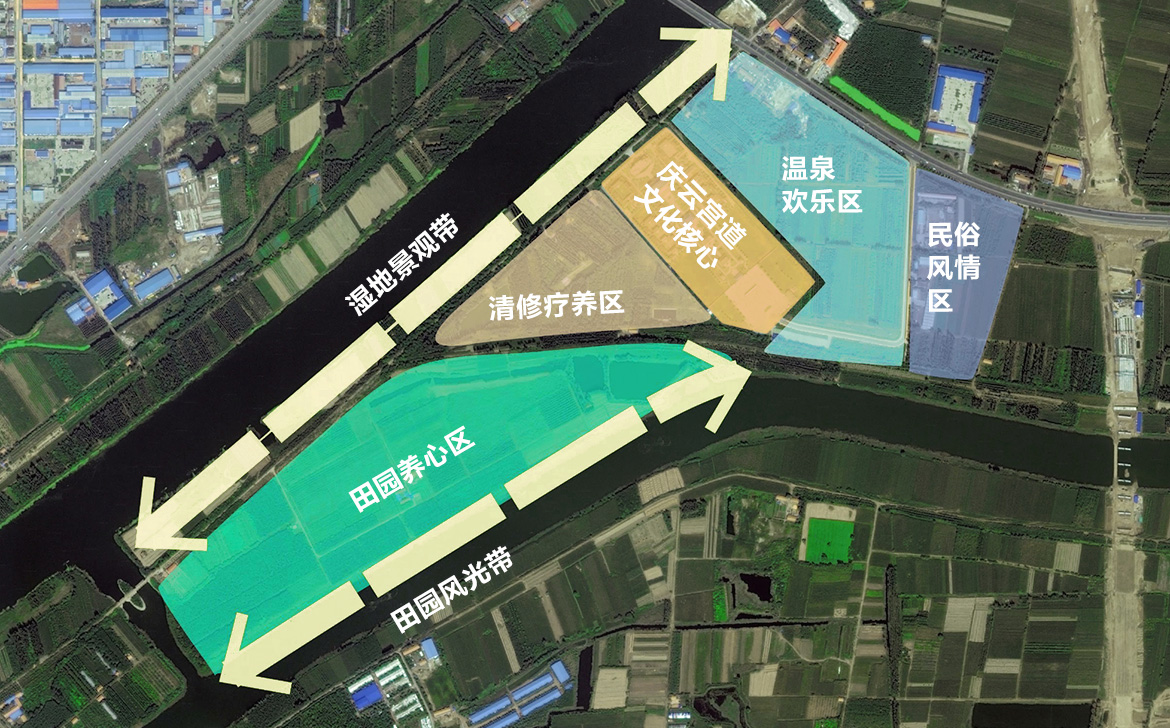 温泉
欢乐区
庆云宫道
文化核心
民俗
风情
区
湿地景观带
清修疗养区
田园养心区
田园风光带